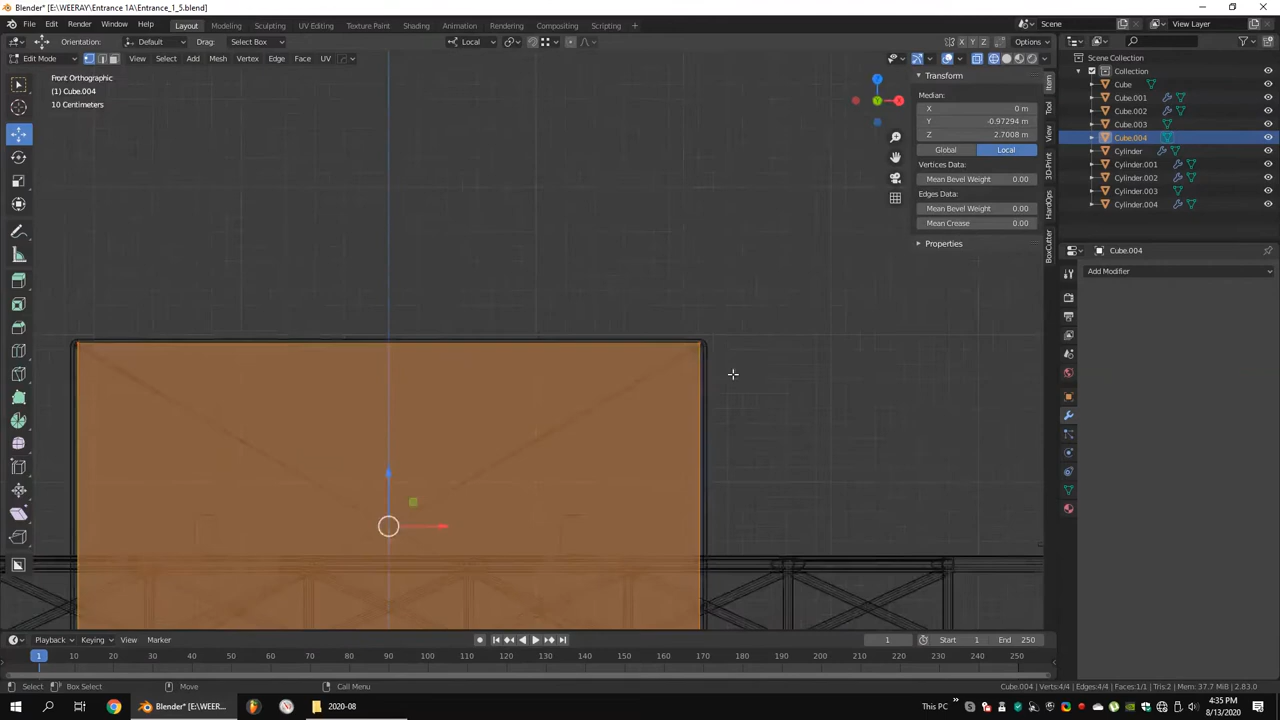 Blender* [E:\WEERAY\Entrance 1A\Entrance_1_5.blend]
File Edit Render Window Help Layout Modeling Sculpting UV Editing Texture Paint Shading Animation Rendering Compositing Scripting Scene View Layer
Orientation: Default Drag: Select Box Local X Y Z Options
Edit Mode View Select Add Mesh Vertex Edge Face UV
Scene Collection
Collection
Cube
Cube.001
Cube.002
Cube.003
Cube.004
Cylinder
Cylinder.001
Cylinder.002
Cylinder.003
Cylinder.004
Front Orthographic
(1) Cube.004
10 Centimeters
Z
X
Y
Transform
Median:
X 0 m
Y -0.97294 m
Z 2.7008 m
Global Local
Vertices Data:
Mean Bevel Weight 0.00
Edges Data:
Mean Bevel Weight 0.00
Mean Crease 0.00
Properties
Item
Tool
View
3D-Print
HardOps
BoxCutter
Cube.004
Add Modifier
Playback Keying View Marker 1 Start 1 End 250
1 10 20 30 40 50 60 70 80 90 100 110 120 130 140 150 160 170 180 190 200 210 220 230 240 250
Select Box Select Move Call Menu Cube.004 | Verts:4/4 | Edges:4/4 | Faces:1/1 | Tris:2 | Mem: 37.7 MiB | 2.83.0
Blender* [E:\WEER... 2020-08 This PC 4:35 PM
8/13/2020